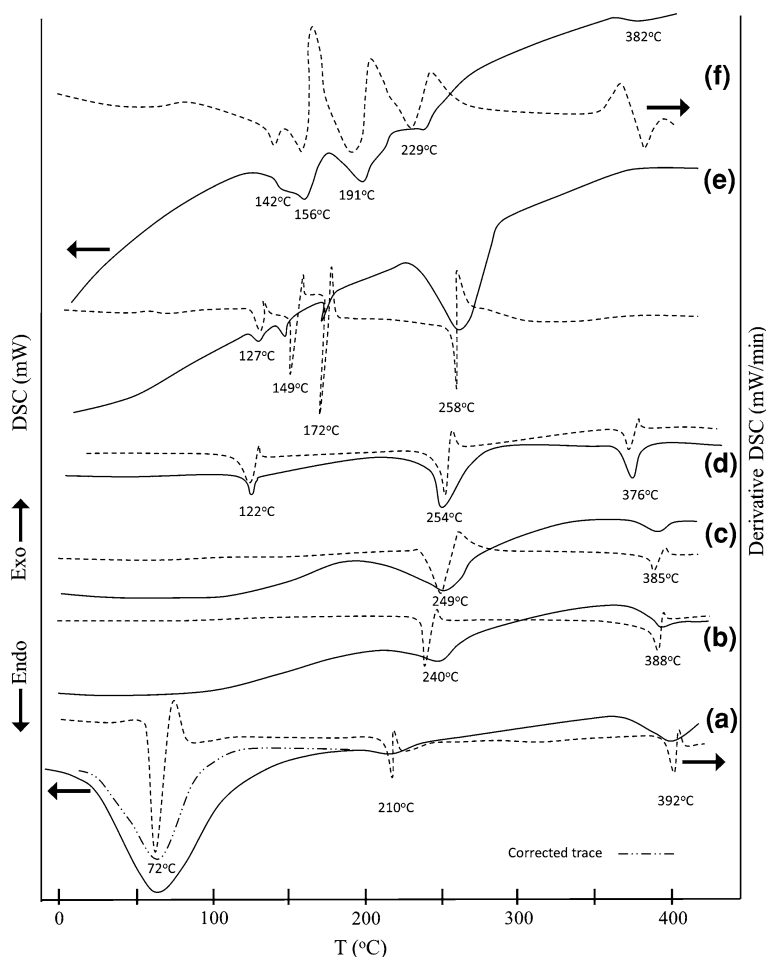 382°C
(f)
229°C
191°C
142°C
156°C
(e)
127°C
149°C
172°C
258°C
(d)
122°C
254°C
376°C
(c)
249°C
385°C
(b)
240°C
388°C
(a)
210°C
392°C
72°C
Corrected trace
0 100 200 300 400
T (°C)
DSC (mW)
Exo
Endo
Derivative DSC (mW/min)